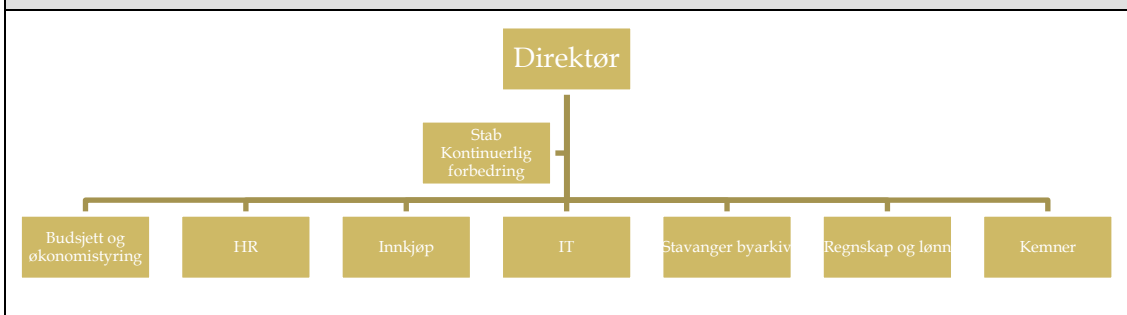 Direktør
Stab
Kontinuerlig
forbedring
Budsjett og
økonomistyring
HR
Innkjøp
IT
Stavanger byarkiv
Regnskap og lønn
Kemner